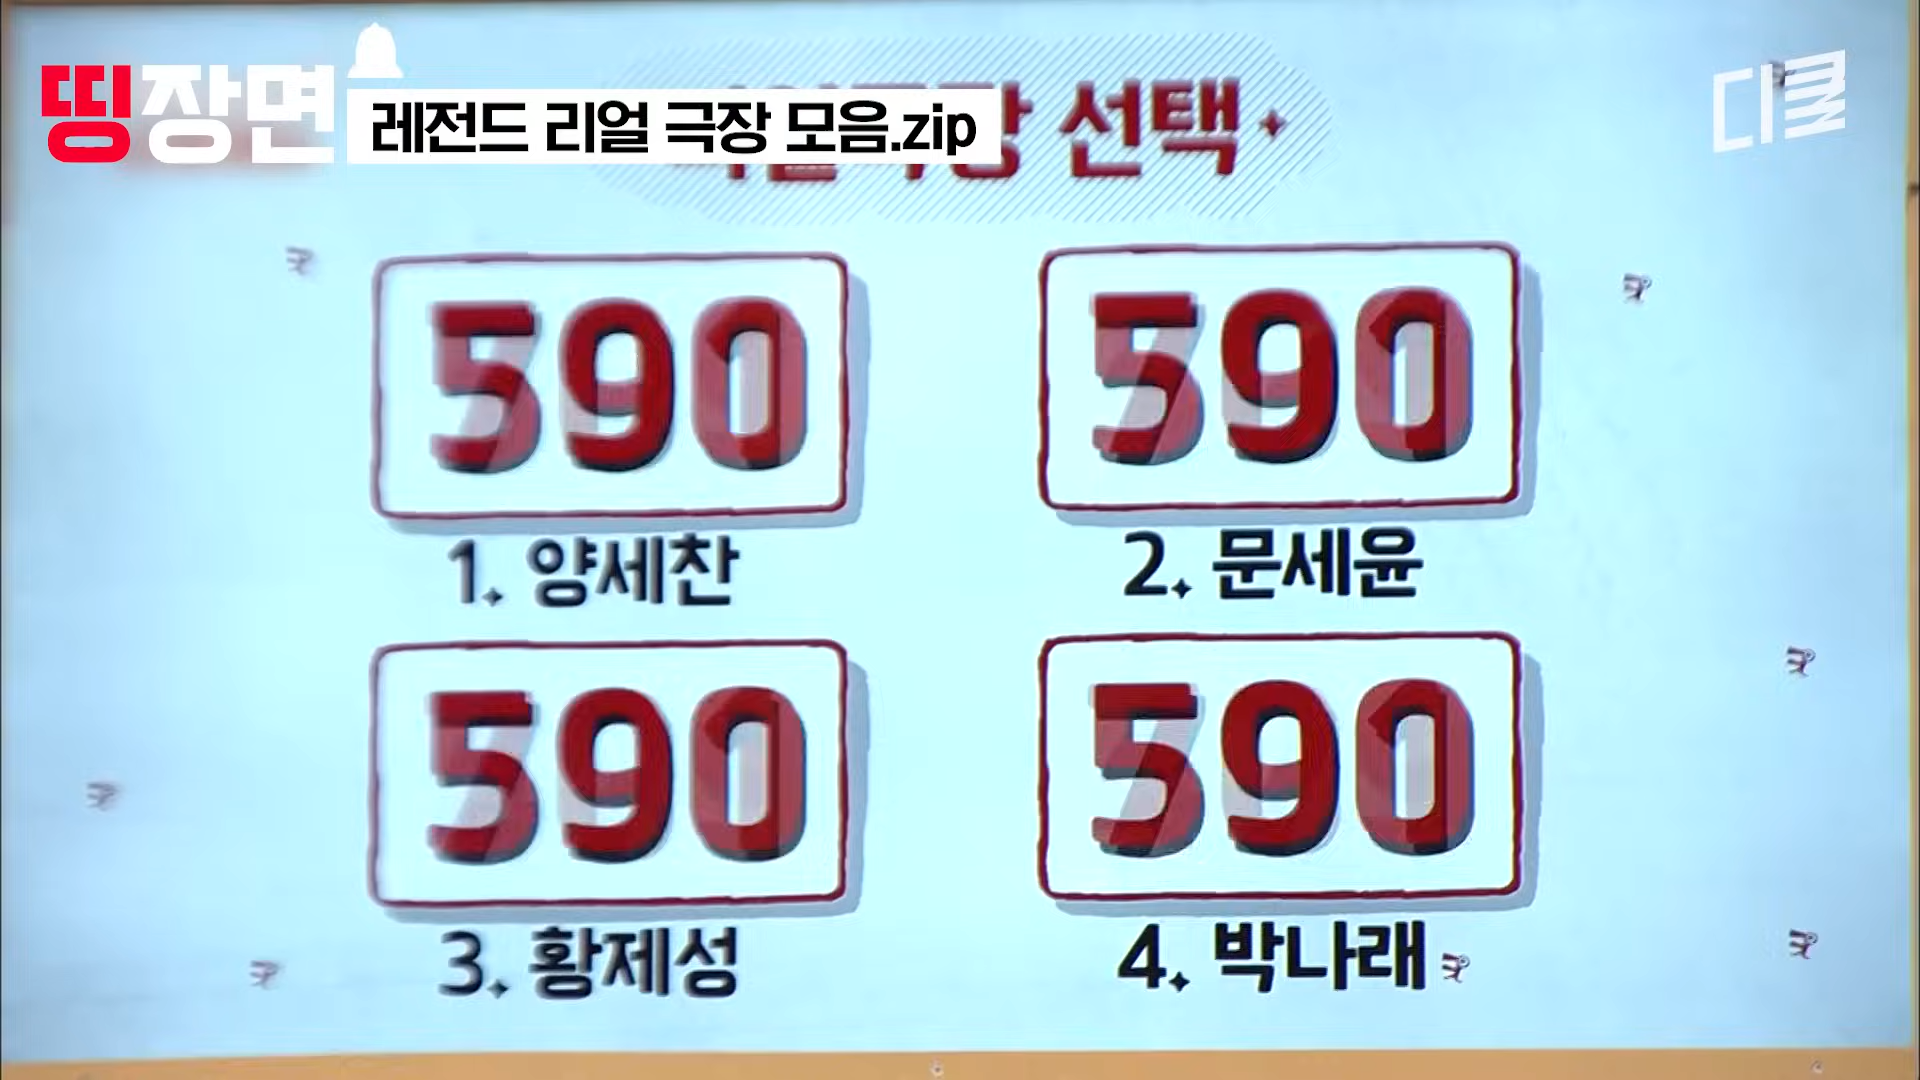 띵장면
레전드 리얼 극장 모음.zip
선택
디클
590
590
1. 양세찬
2. 문세윤
590
590
3. 황제성
4. 박나래